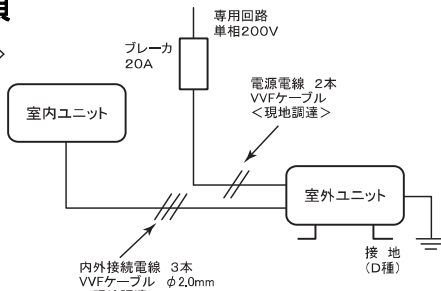 専用回路
単相200V
ブレーカ
20A
電源電線 2本
VVFケーブル
＜現地調達＞
室内ユニット
室外ユニット
接 地
（D種）
内外接続電線 3本
VVFケーブル φ2.0mm